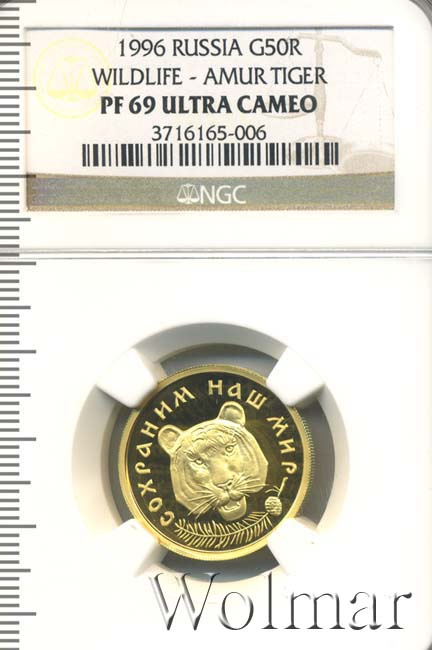 1996 RUSSIA G50R
WILDLIFE - AMUR TIGER
PF 69 ULTRA CAMEO
3716165-006
NGC
СОХРАНИМ НАШ МИР
Wolmar